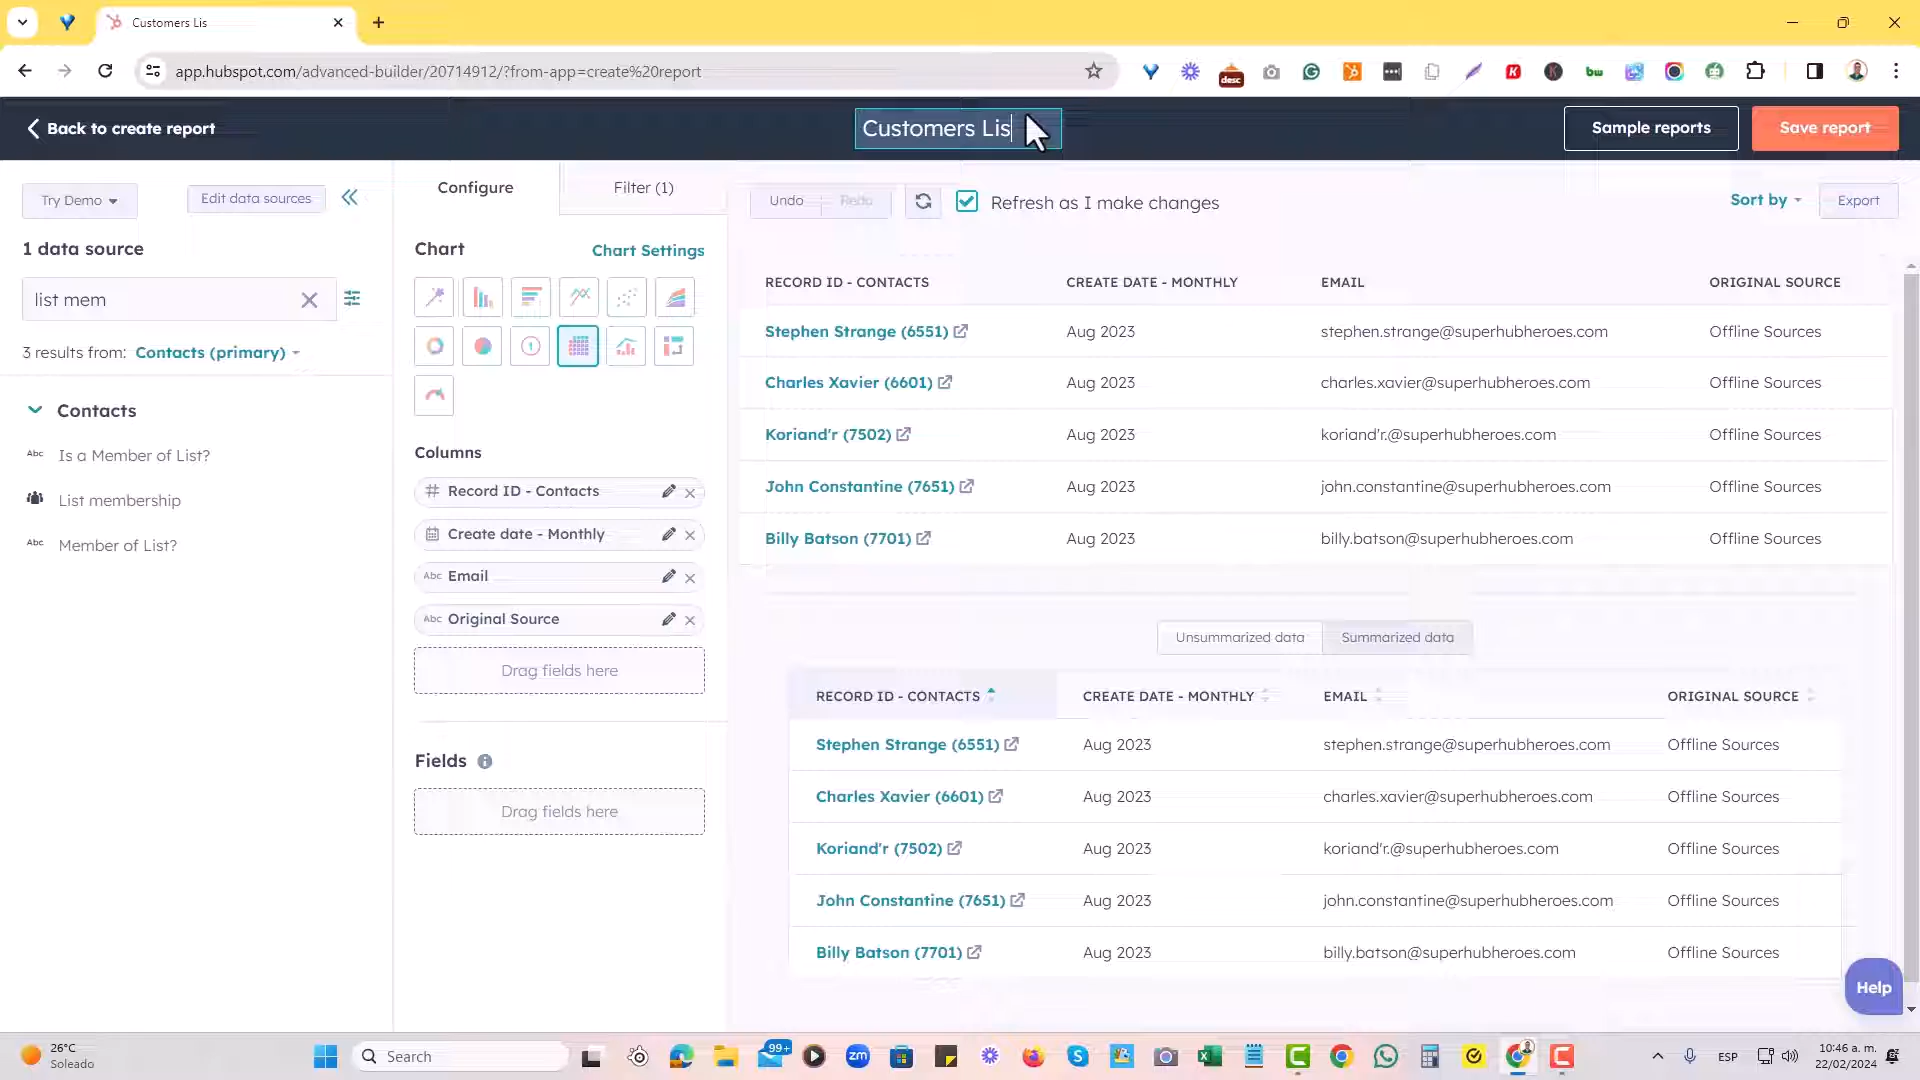 Customers Lis
app.hubspot.com/advanced-builder/20714912/?from-app=create%20report
desc
bw
Back to create report
Customers Lis
Sample reports
Save report
Try Demo
Edit data sources
Configure
Filter (1)
Undo
Redo
Refresh as I make changes
Sort by
Export
1 data source
Chart
Chart Settings
list mem
3 results from: Contacts (primary)
Contacts
Abc Is a Member of List?
List membership
Abc Member of List?
Columns
Record ID - Contacts
Create date - Monthly
Abc Email
Abc Original Source
Drag fields here
Fields
Drag fields here
RECORD ID - CONTACTS CREATE DATE - MONTHLY EMAIL ORIGINAL SOURCE
Stephen Strange (6551) Aug 2023 stephen.strange@superhubheroes.com Offline Sources
Charles Xavier (6601) Aug 2023 charles.xavier@superhubheroes.com Offline Sources
Koriand'r (7502) Aug 2023 koriand'r.@superhubheroes.com Offline Sources
John Constantine (7651) Aug 2023 john.constantine@superhubheroes.com Offline Sources
Billy Batson (7701) Aug 2023 billy.batson@superhubheroes.com Offline Sources
Unsummarized data Summarized data
RECORD ID - CONTACTS CREATE DATE - MONTHLY EMAIL ORIGINAL SOURCE
Stephen Strange (6551) Aug 2023 stephen.strange@superhubheroes.com Offline Sources
Charles Xavier (6601) Aug 2023 charles.xavier@superhubheroes.com Offline Sources
Koriand'r (7502) Aug 2023 koriand'r.@superhubheroes.com Offline Sources
John Constantine (7651) Aug 2023 john.constantine@superhubheroes.com Offline Sources
Billy Batson (7701) Aug 2023 billy.batson@superhubheroes.com Offline Sources
Help
26°C
Soleado
Search
99+
zm
ESP
10:46 a. m.
22/02/2024